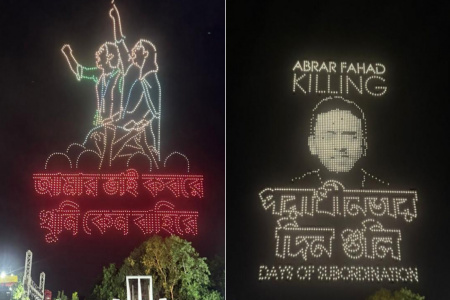 আমার ভাই কবরে
খুনি কেন বাহিরে
ABRAR FAHAD
KILLING
পরাধীনতার
দিন গুলি
DAYS OF SUBORDINATION